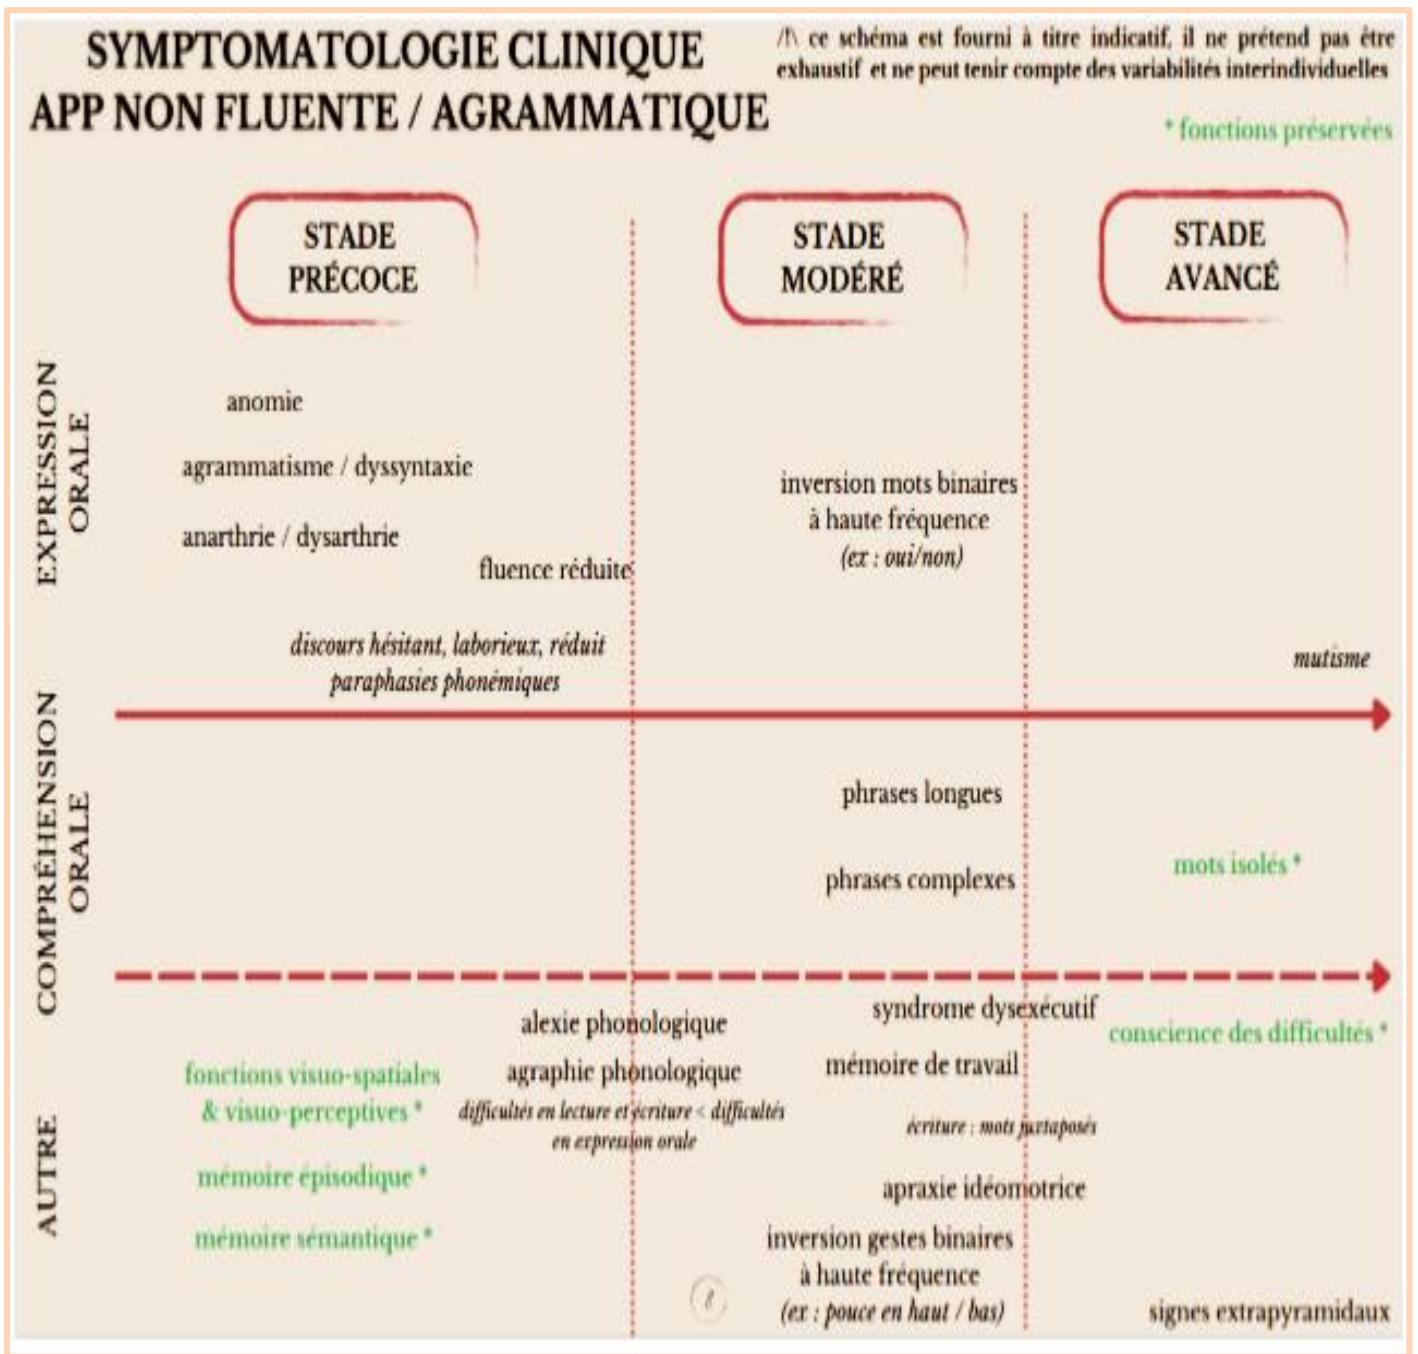 SYMPTOMATOLOGIE CLINIQUE
APP NON FLUENTE / AGRAMMATIQUE
/!\ ce schéma est fourni à titre indicatif, il ne prétend pas être
exhaustif et ne peut tenir compte des variabilités interindividuelles
* fonctions préservées
STADE
PRÉCOCE
STADE
MODÉRÉ
STADE
AVANCÉ
EXPRESSION
ORALE
anomie
agrammatisme / dyssyntaxie
anarthrie / dysarthrie
fluence réduite
discours hésitant, laborieux, réduit
paraphasies phonémiques
inversion mots binaires
à haute fréquence
(ex : oui/non)
mutisme
COMPRÉHENSION
ORALE
phrases longues
phrases complexes
mots isolés *
AUTRE
fonctions visuo-spatiales
& visuo-perceptives *
mémoire épisodique *
mémoire sémantique *
alexie phonologique
agraphie phonologique
difficultés en lecture et écriture < difficultés
en expression orale
syndrome dysexécutif
mémoire de travail
écriture : mots juxtaposés
apraxie idéomotrice
inversion gestes binaires
à haute fréquence
(ex : pouce en haut / bas)
conscience des difficultés *
signes extrapyramidaux
8